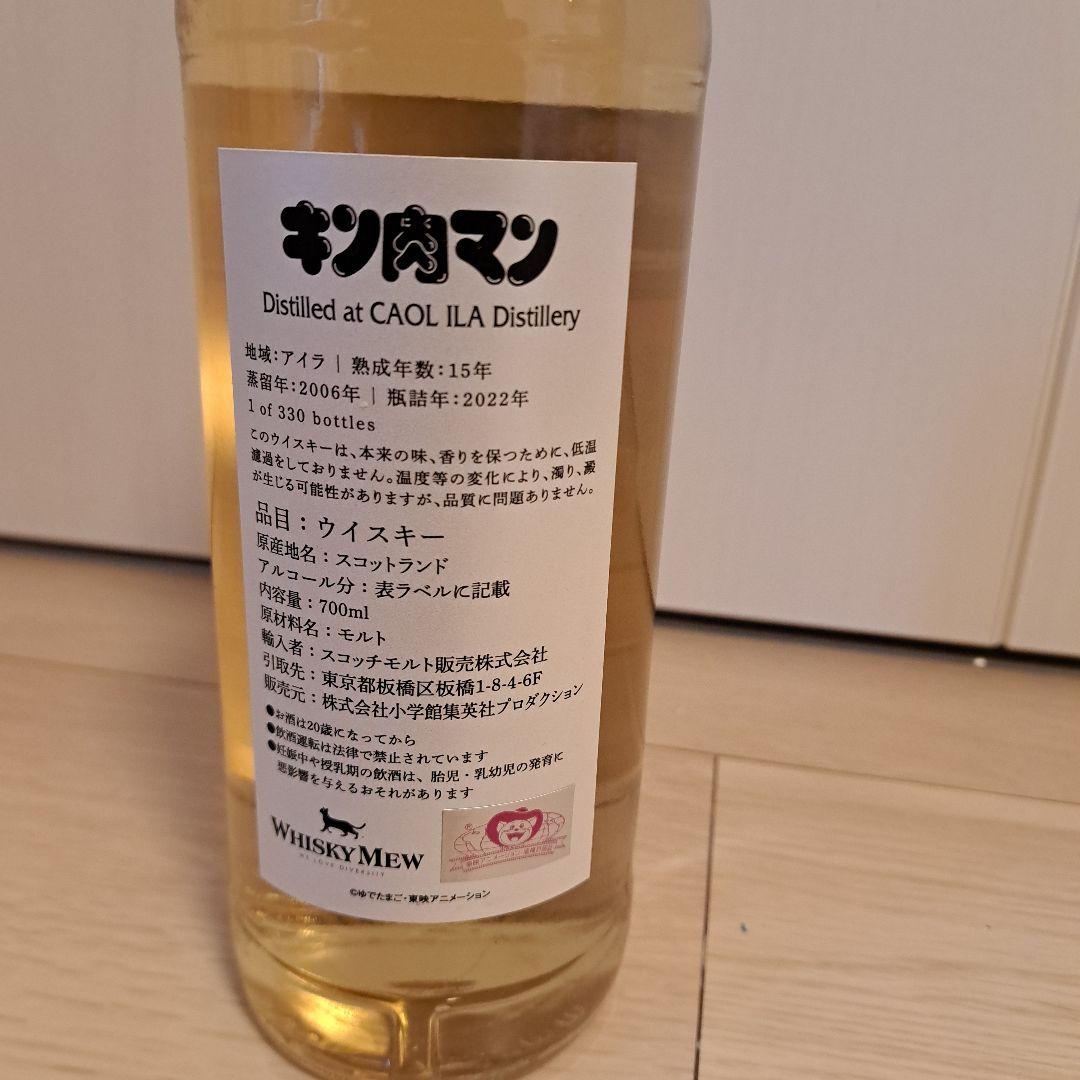 キン肉マン
Distilled at CAOL ILA Distillery
地域：アイラ | 熟成年数：15年
蒸留年：2006年 | 瓶詰年：2022年
1 of 330 bottles
このウイスキーは、本来の味、香りを保つために、低温
濾過をしておりません。温度等の変化により、濁り、澱
が生じる可能性がありますが、品質に問題ありません。
品目：ウイスキー
原産地名：スコットランド
アルコール分：表ラベルに記載
内容量：700ml
原材料名：モルト
輸入者：スコッチモルト販売株式会社
引取先：東京都板橋区板橋1-8-4-6F
販売元：株式会社小学館集英社プロダクション
●お酒は20歳になってから
●飲酒運転は法律で禁止されています
●妊娠中や授乳期の飲酒は、胎児・乳幼児の発育に
悪影響を与えるおそれがあります
WHISKY MEW
WE LOVE DIVERSITY
©ゆでたまご・東映アニメーション